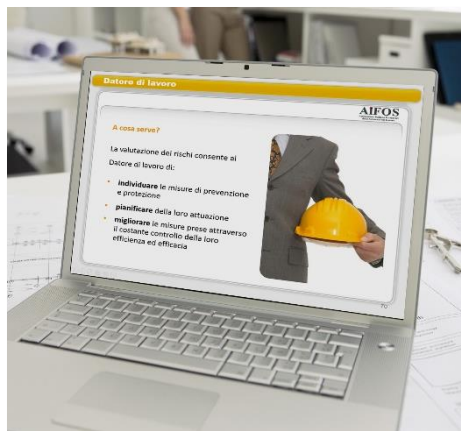 Datore di lavoro
AIFOS
A cosa serve?
La valutazione dei rischi consente al
Datore di lavoro di:
• individuare le misure di prevenzione
e protezione
• pianificare della loro attuazione
• migliorare le misure prese attraverso
il costante controllo della loro
efficienza ed efficacia
70